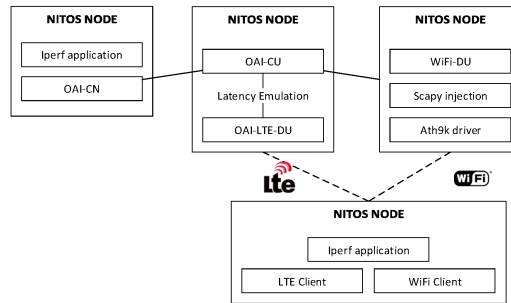 NITOS NODE
Iperf application
OAI-CN
NITOS NODE
OAI-CU
Latency Emulation
OAI-LTE-DU
NITOS NODE
WiFi-DU
Scapy injection
Ath9k driver
Lte
WiFi
NITOS NODE
Iperf application
LTE Client
WiFi Client